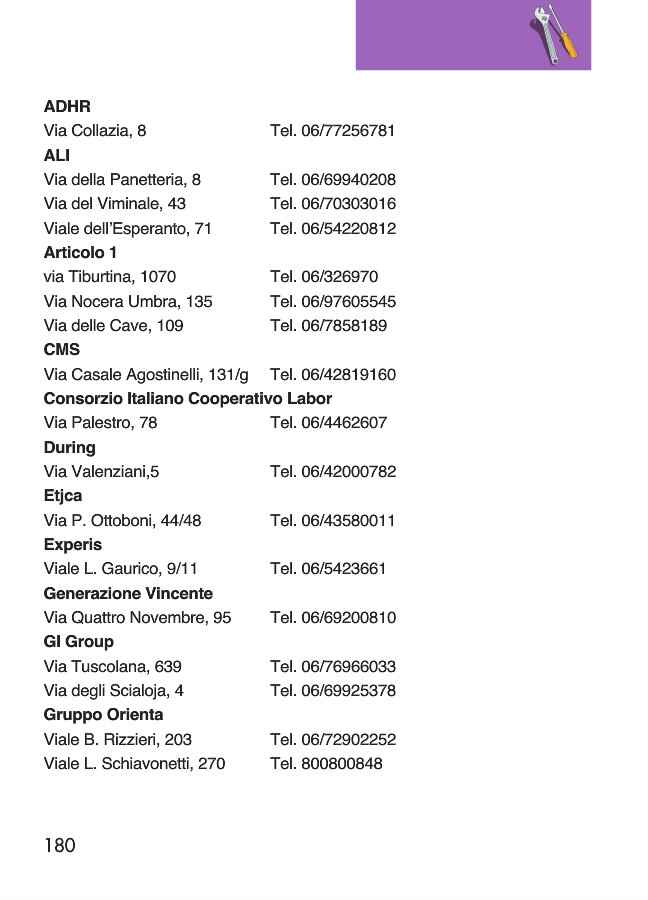 ADHR
Via Collazia, 8 Tel. 06/77256781
ALI
Via della Panetteria, 8 Tel. 06/69940208
Via del Viminale, 43 Tel. 06/70303016
Viale dell'Esperanto, 71 Tel. 06/54220812
Articolo 1
via Tiburtina, 1070 Tel. 06/326970
Via Nocera Umbra, 135 Tel. 06/97605545
Via delle Cave, 109 Tel. 06/7858189
CMS
Via Casale Agostinelli, 131/g Tel. 06/42819160
Consorzio Italiano Cooperativo Labor
Via Palestro, 78 Tel. 06/4462607
During
Via Valenziani,5 Tel. 06/42000782
Etjca
Via P. Ottoboni, 44/48 Tel. 06/43580011
Experis
Viale L. Gaurico, 9/11 Tel. 06/5423661
Generazione Vincente
Via Quattro Novembre, 95 Tel. 06/69200810
GI Group
Via Tuscolana, 639 Tel. 06/76966033
Via degli Scialoja, 4 Tel. 06/69925378
Gruppo Orienta
Viale B. Rizzieri, 203 Tel. 06/72902252
Viale L. Schiavonetti, 270 Tel. 800800848
180